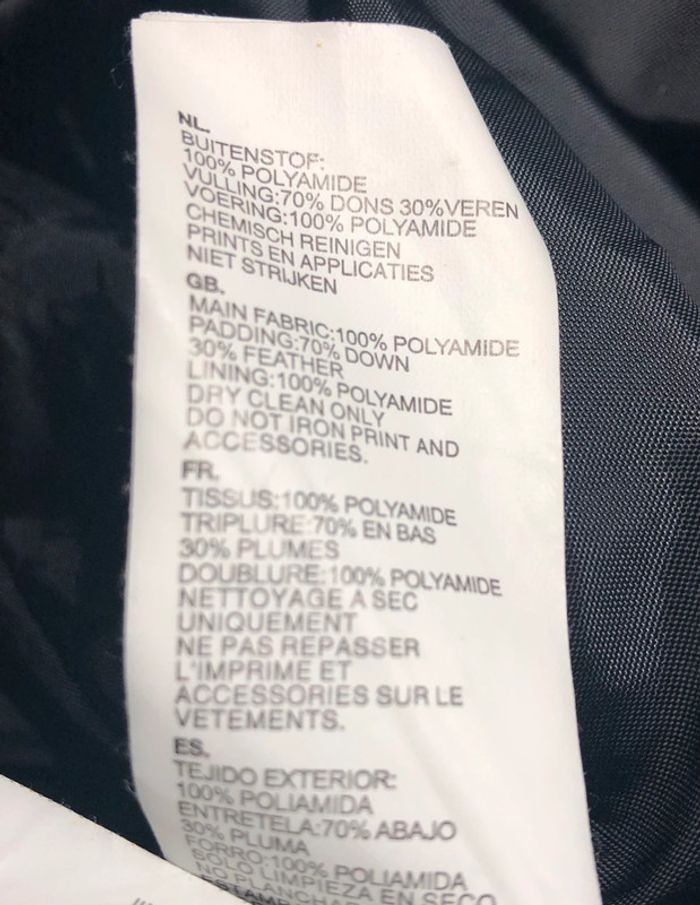 NL.
BUITENSTOF:
100% POLYAMIDE
VULLING:70% DONS 30%VEREN
VOERING:100% POLYAMIDE
CHEMISCH REINIGEN
PRINTS EN APPLICATIES
NIET STRIJKEN
GB.
MAIN FABRIC:100% POLYAMIDE
PADDING:70% DOWN
30% FEATHER
LINING:100% POLYAMIDE
DRY CLEAN ONLY
DO NOT IRON PRINT AND
ACCESSORIES.
FR.
TISSUS:100% POLYAMIDE
TRIPLURE:70% EN BAS
30% PLUMES
DOUBLURE:100% POLYAMIDE
NETTOYAGE A SEC
UNIQUEMENT
NE PAS REPASSER
L'IMPRIME ET
ACCESSORIES SUR LE
VETEMENTS.
ES.
TEJIDO EXTERIOR:
100% POLIAMIDA
ENTRETELA:70% ABAJO
30% PLUMA
FORRO:100% POLIAMIDA
SOLO LIMPIEZA EN SECO
NO PLANCHAR